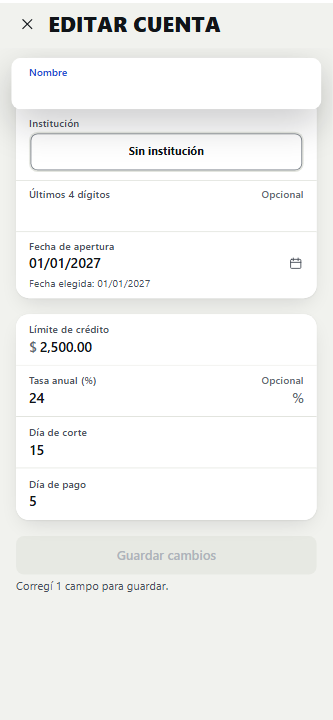 EDITAR CUENTA
Nombre
Institución
Sin institución
Últimos 4 dígitos Opcional
Fecha de apertura
01/01/2027
Fecha elegida: 01/01/2027
Límite de crédito
$ 2,500.00
Tasa anual (%) Opcional
24 %
Día de corte
15
Día de pago
5
Guardar cambios
Corregí 1 campo para guardar.